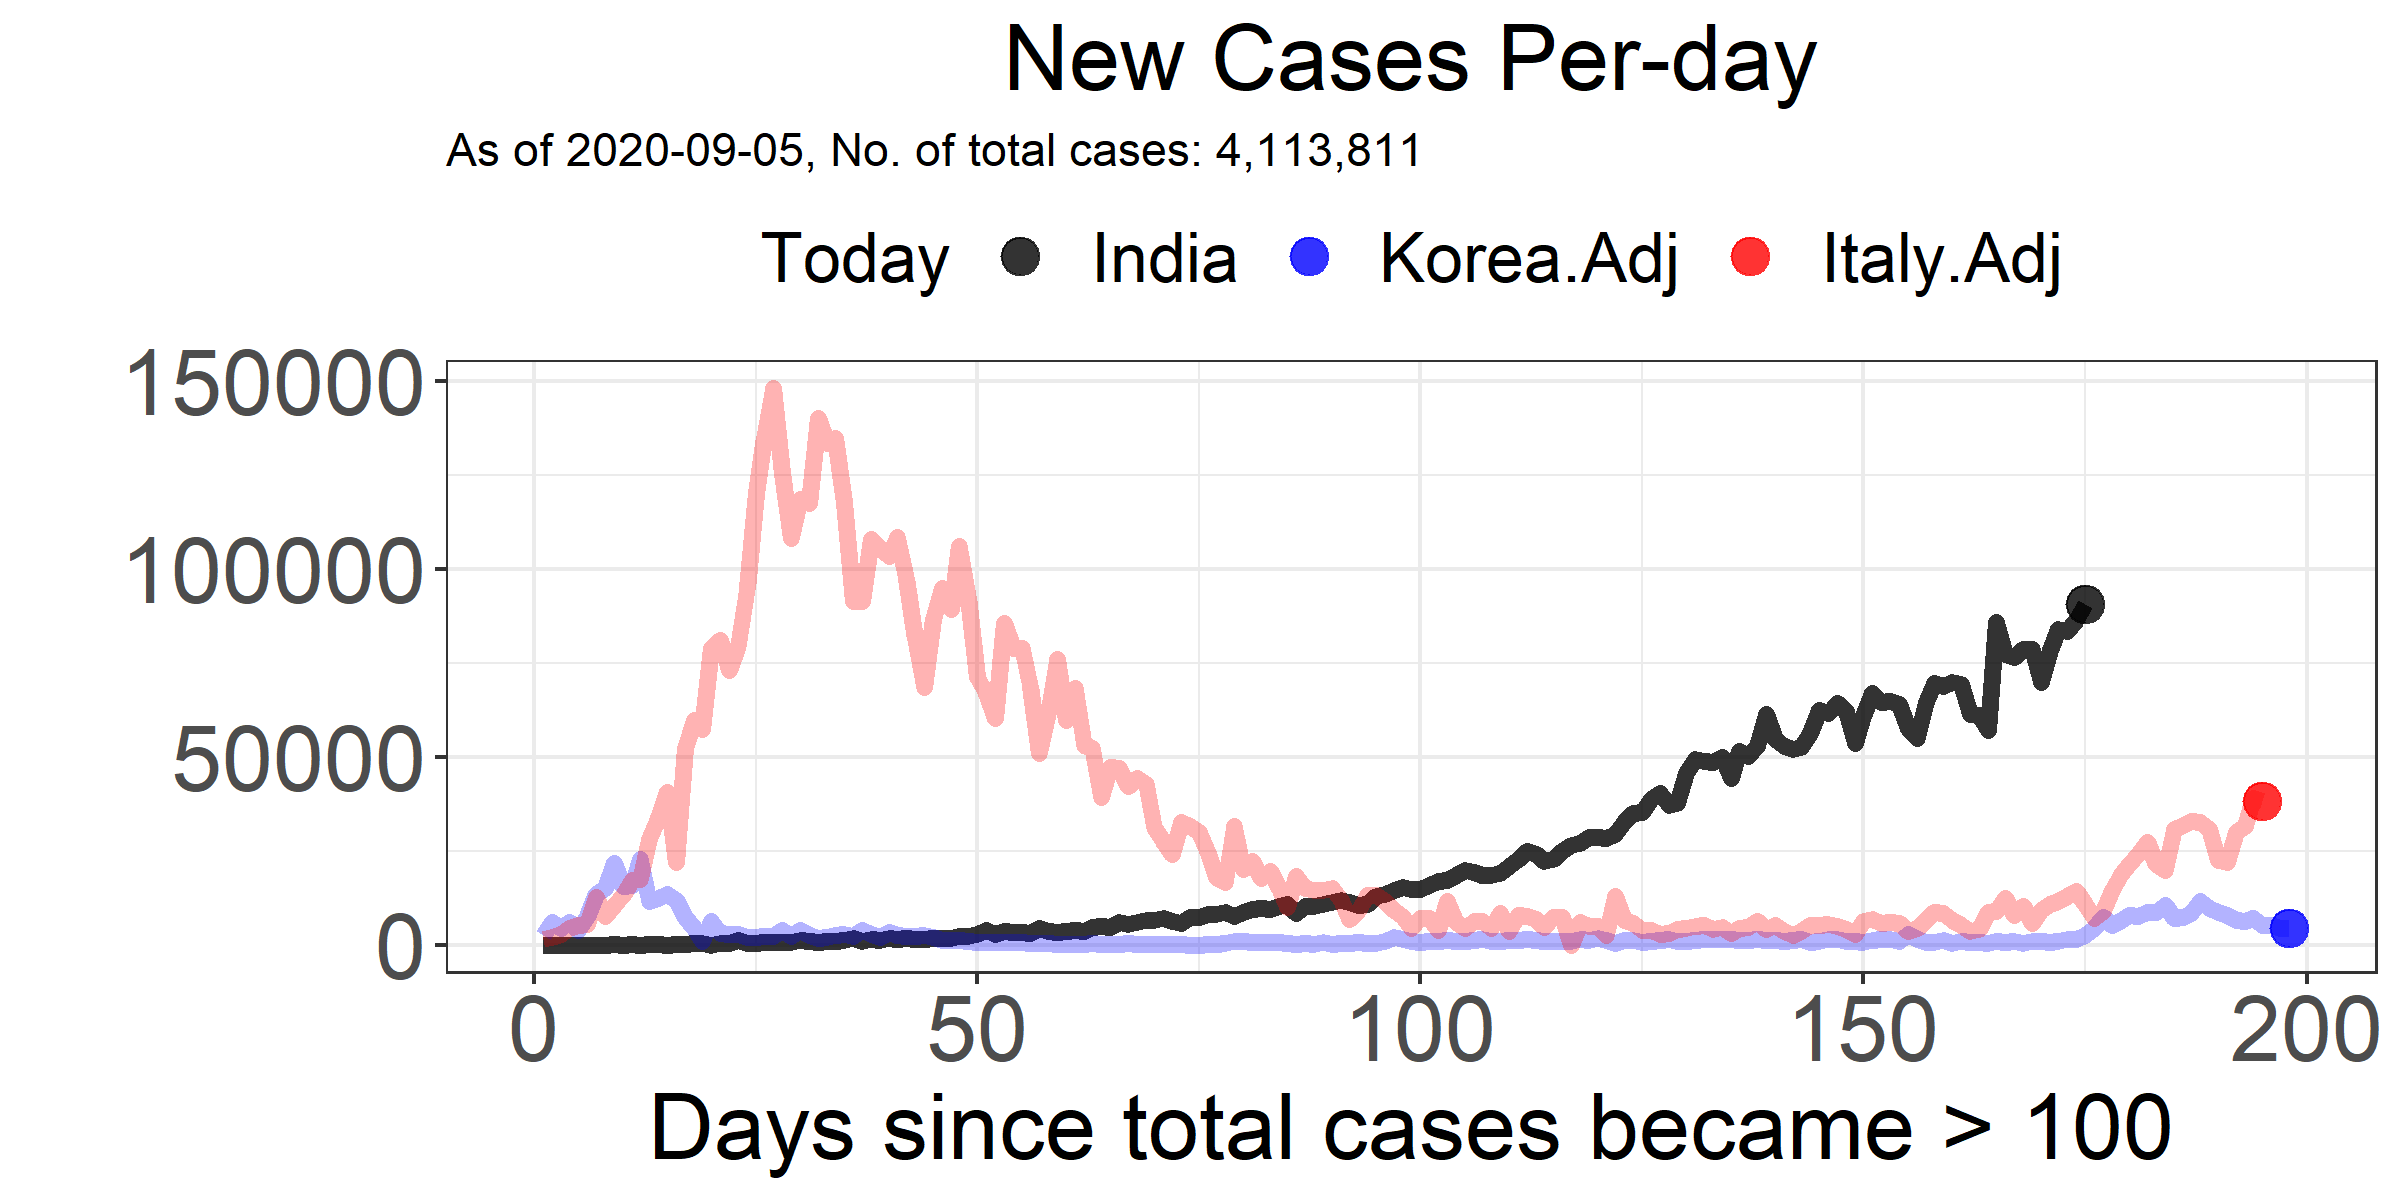 New Cases Per-day
As of 2020-09-05, No. of total cases: 4,113,811
Today India Korea.Adj Italy.Adj
150000
100000
50000
0
0 50 100 150 200
Days since total cases became > 100